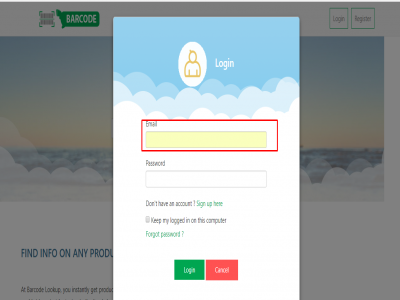 BARCODE
Login
Register
Login
Email
Password
Don't have an account ? Sign up here
Keep my logged in on this computer
Forgot password ?
Login
Cancel
FIND INFO ON ANY PRODU
At Barcode Lookup, you instantly get produc